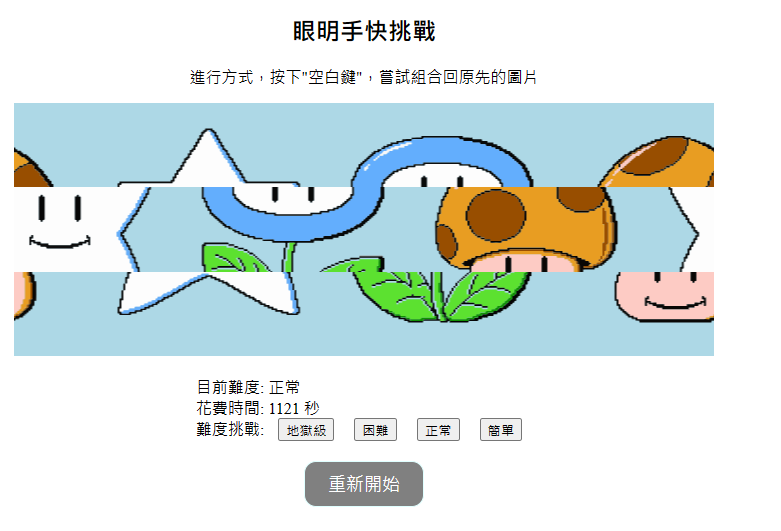 眼明手快挑戰
進行方式，按下"空白鍵"，嘗試組合回原先的圖片
目前難度: 正常
花費時間: 1121 秒
難度挑戰: 地獄級 困難 正常 簡單
重新開始